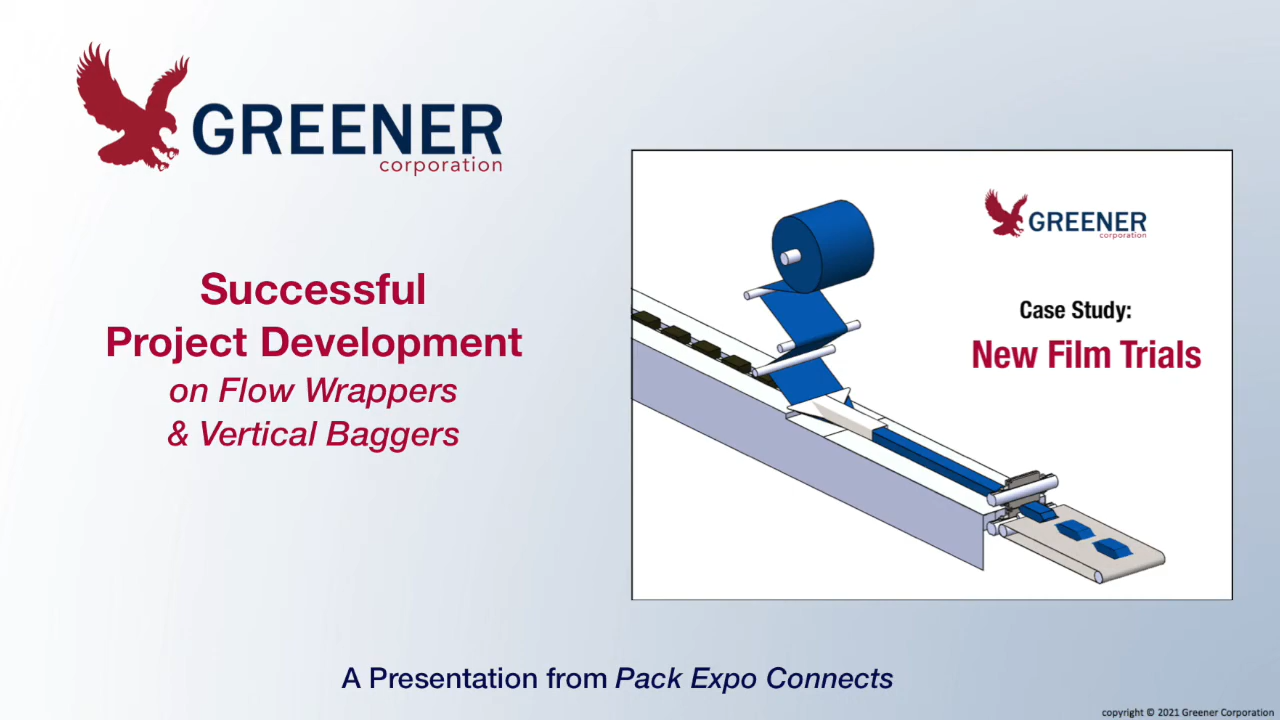 GREENER
corporation
Successful
Project Development
on Flow Wrappers
& Vertical Baggers
GREENER
corporation
Case Study:
New Film Trials
A Presentation from Pack Expo Connects
copyright © 2021 Greener Corporation